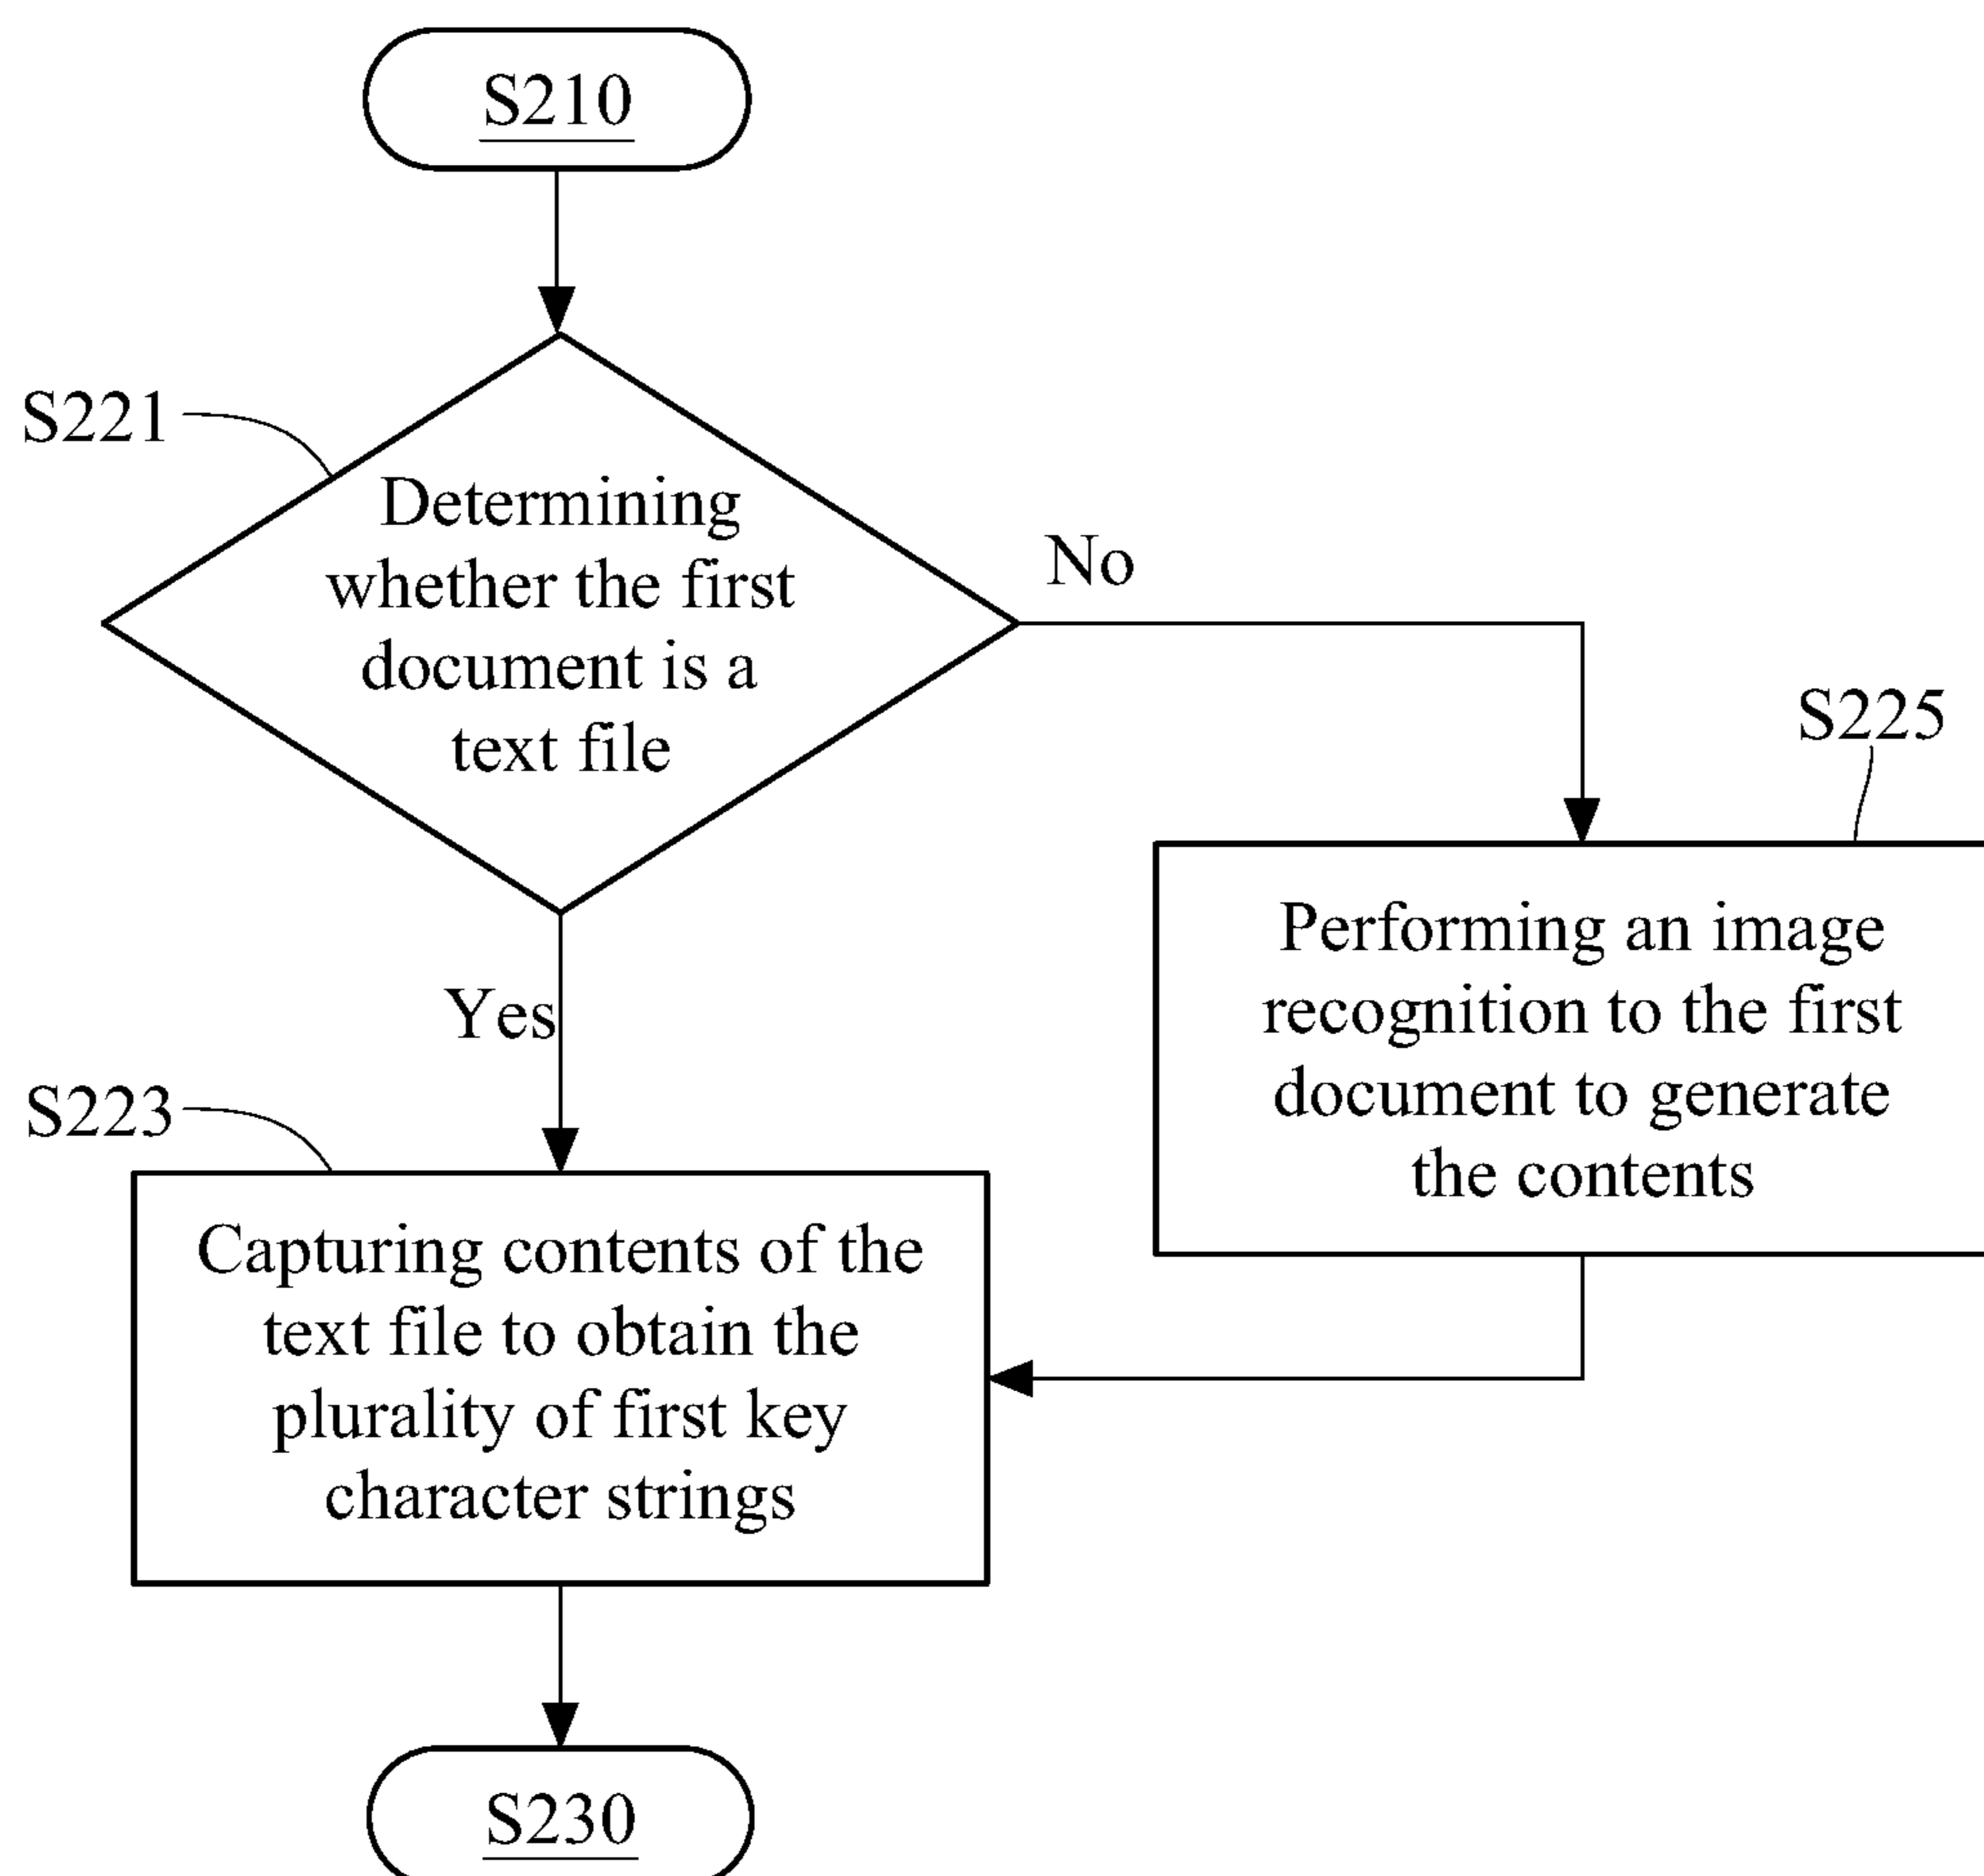 S210
S221
Determining
whether the first
document is a
text file
No
Yes
S225
Performing an image
recognition to the first
document to generate
the contents
S223
Capturing contents of the
text file to obtain the
plurality of first key
character strings
S230